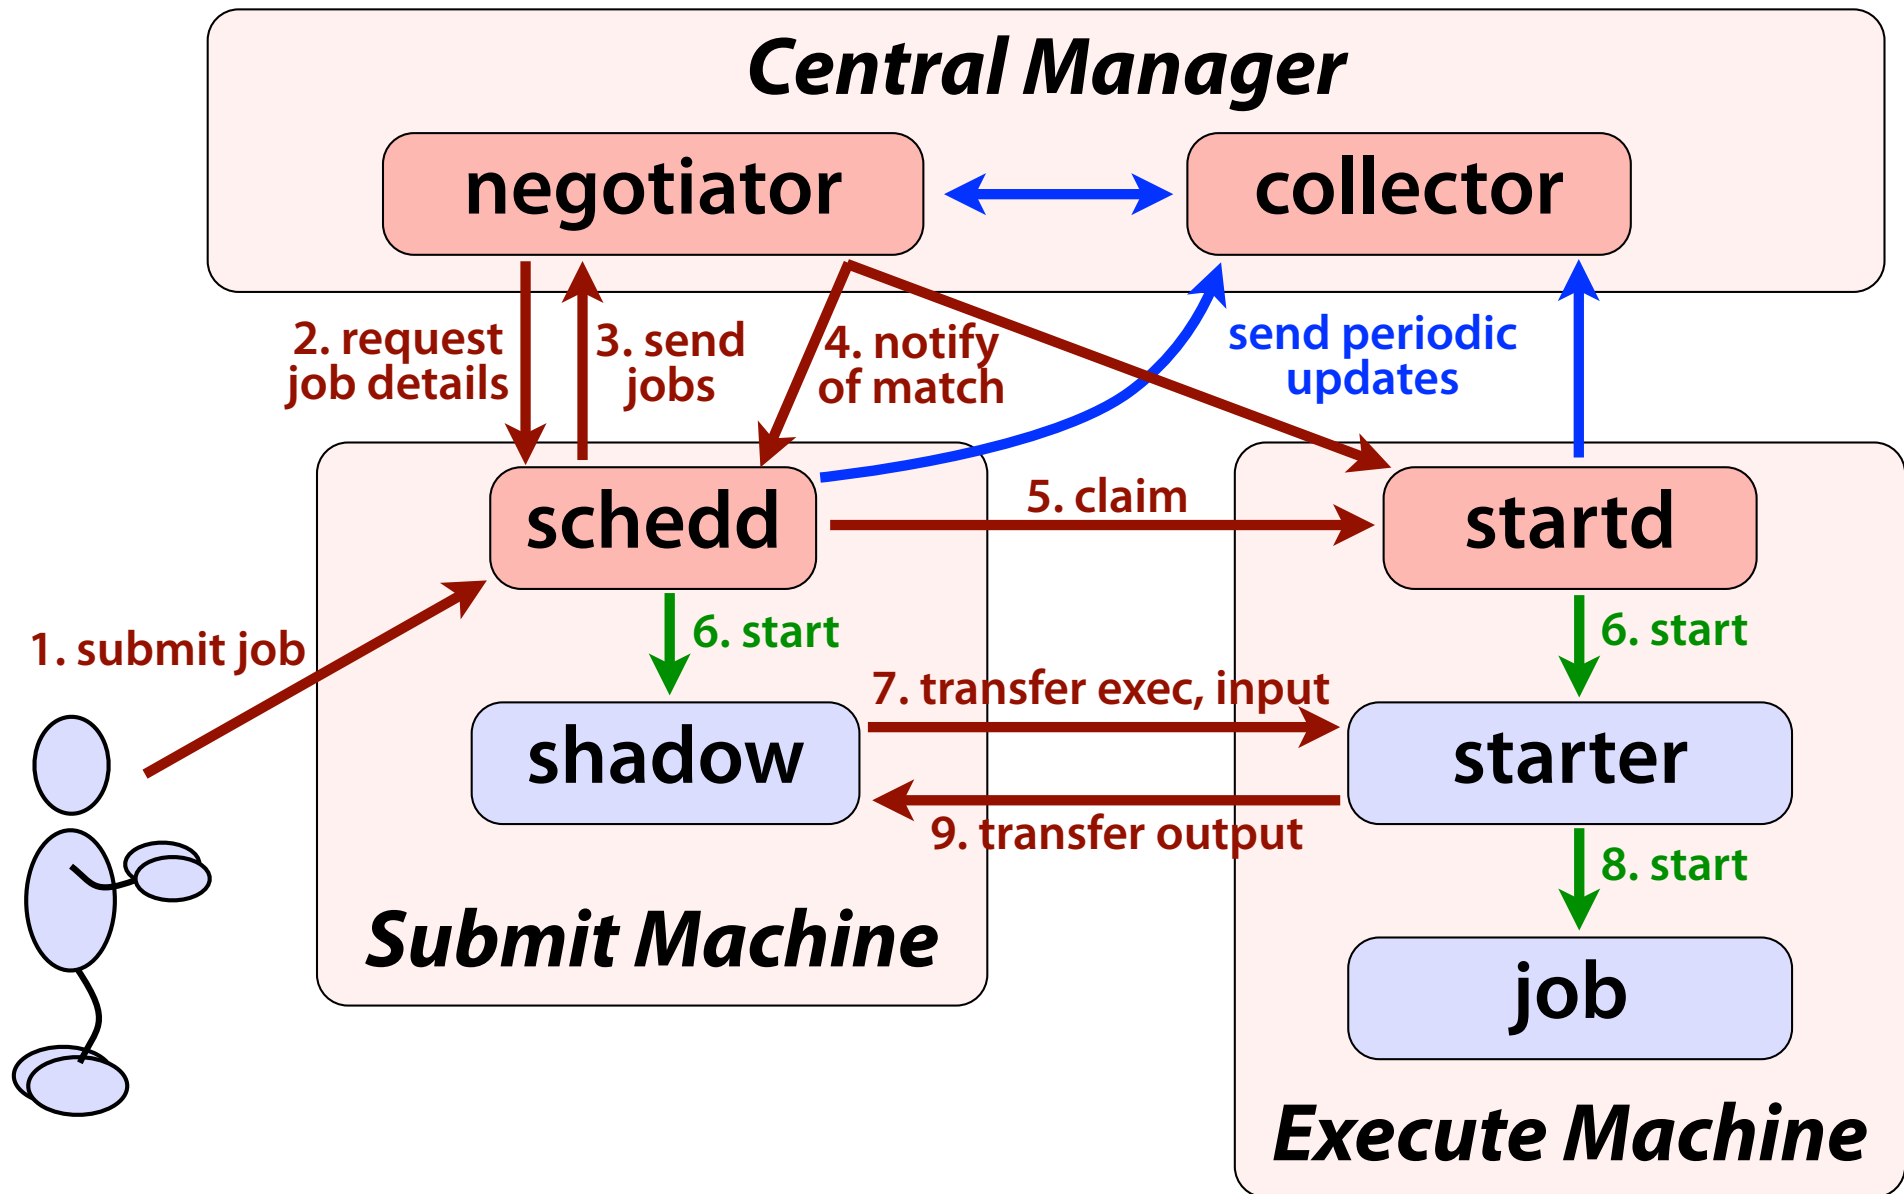 Central Manager
negotiator
collector
2. request
job details
3. send
jobs
4. notify
of match
send periodic
updates
schedd
5. claim
startd
1. submit job
6. start
6. start
7. transfer exec, input
shadow
starter
9. transfer output
8. start
Submit Machine
job
Execute Machine